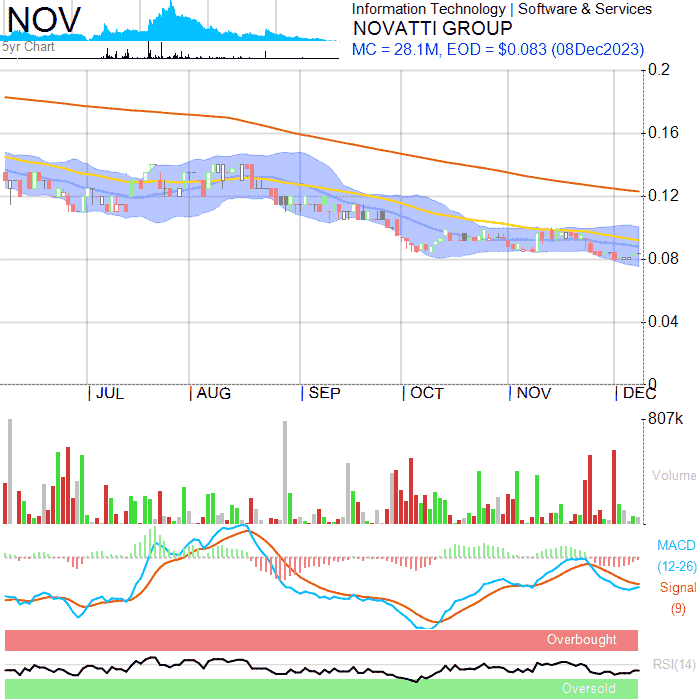 NOV
Information Technology | Software & Services
NOVATTI GROUP
MC = 28.1M, EOD = $0.083 (08Dec2023)
5yr Chart
0.2
0.16
0.12
0.08
0.04
0
| JUL | AUG | SEP | OCT | NOV | DEC
807k
Volume
MACD
(12-26)
Signal
(9)
Overbought
RSI(14)
Oversold